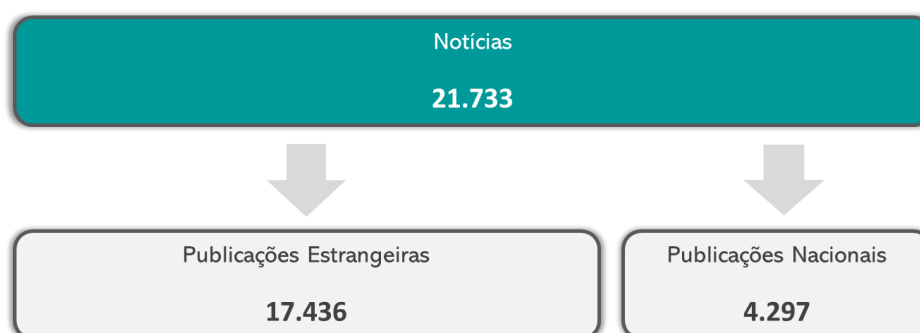 Notícias
21.733
Publicações Estrangeiras
Publicações Nacionais
17.436
4.297